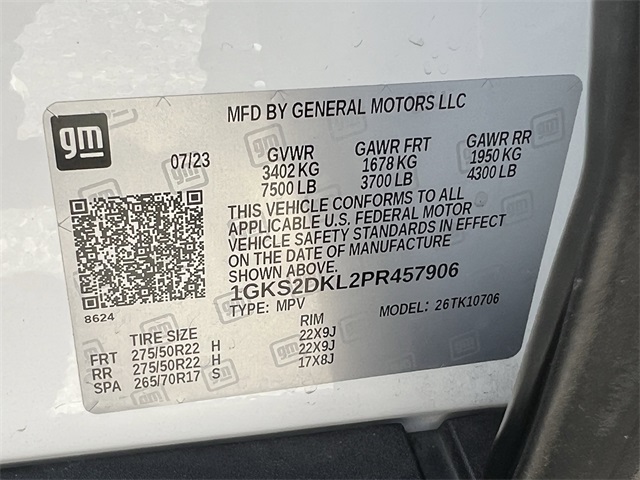 MFD BY GENERAL MOTORS LLC
gm
07/23
GVWR
3402 KG
7500 LB
GAWR FRT
1678 KG
3700 LB
GAWR RR
1950 KG
4300 LB
THIS VEHICLE CONFORMS TO ALL
APPLICABLE U.S. FEDERAL MOTOR
VEHICLE SAFETY STANDARDS IN EFFECT
ON THE DATE OF MANUFACTURE
SHOWN ABOVE.
1GKS2DKL2PR457906
TYPE: MPV
MODEL: 26TK10706
8624
TIRE SIZE
RIM
FRT 275/50R22 H 22X9J
RR 275/50R22 H 22X9J
SPA 265/70R17 S 17X8J